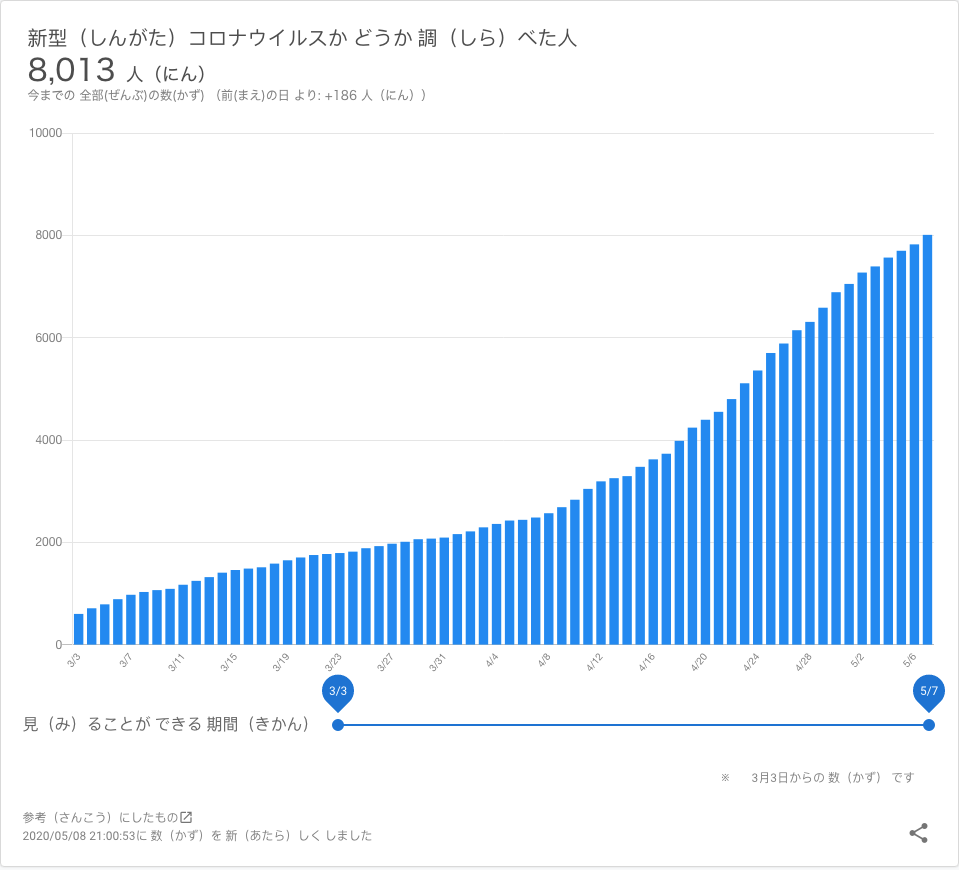 新型（しんがた）コロナウイルスか どうか 調（しら）べた人
8,013 人（にん）
今までの 全部(ぜんぶ)の数(かず) （前(まえ)の日 より: +186 人（にん））
10000
8000
6000
4000
2000
0
3/3 3/7 3/11 3/15 3/19 3/23 3/27 3/31 4/4 4/8 4/12 4/16 4/20 4/24 4/28 5/2 5/6
3/3 5/7
見（み）ることが できる 期間（きかん）
※ 3月3日からの 数（かず） です
参考（さんこう）にしたもの
2020/05/08 21:00:53に 数（かず）を 新（あたら）しく しました